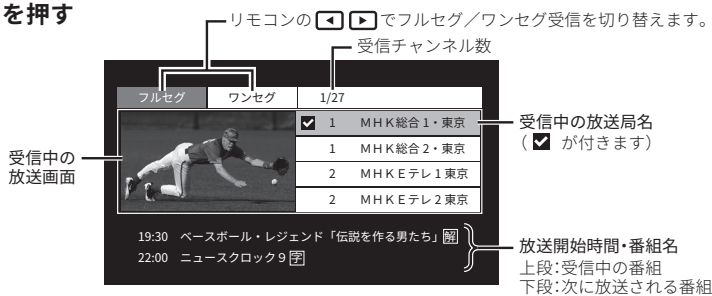 を押す
リモコンの◀ ▶でフルセグ／ワンセグ受信を切り替えます。
受信チャンネル数
フルセグ ワンセグ 1/27
1 ＭＨＫ総合１・東京
1 ＭＨＫ総合２・東京
2 ＭＨＫＥテレ１東京
2 ＭＨＫＥテレ２東京
受信中の
放送画面
受信中の放送局名
（☑ が付きます）
19:30 ベースボール・レジェンド「伝説を作る男たち」解
22:00 ニュースクロック９字
放送開始時間・番組名
上段：受信中の番組
下段：次に放送される番組